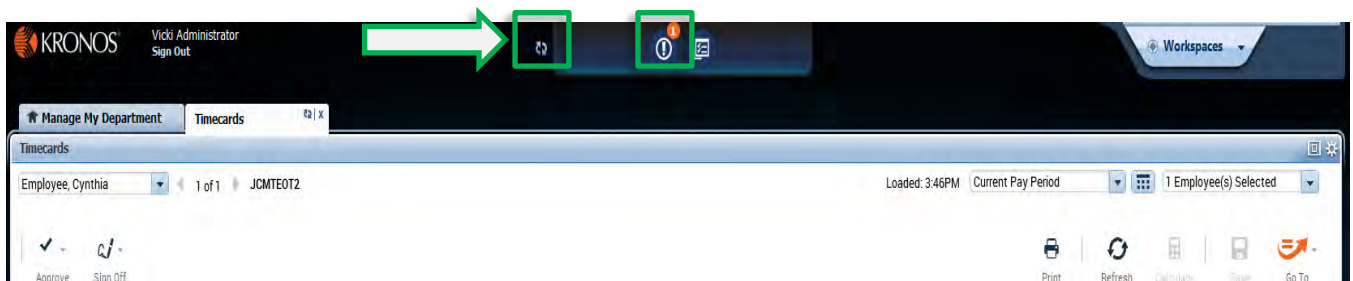 KRONOS
Vicki Administrator
Sign Out
1
Workspaces
Manage My Department
Timecards
X
Timecards
Employee, Cynthia
1 of 1
JCMTEOT2
Loaded: 3:46PM
Current Pay Period
1 Employee(s) Selected
Approve
Sign Off
Print
Refresh
Calculate
Save
Go To